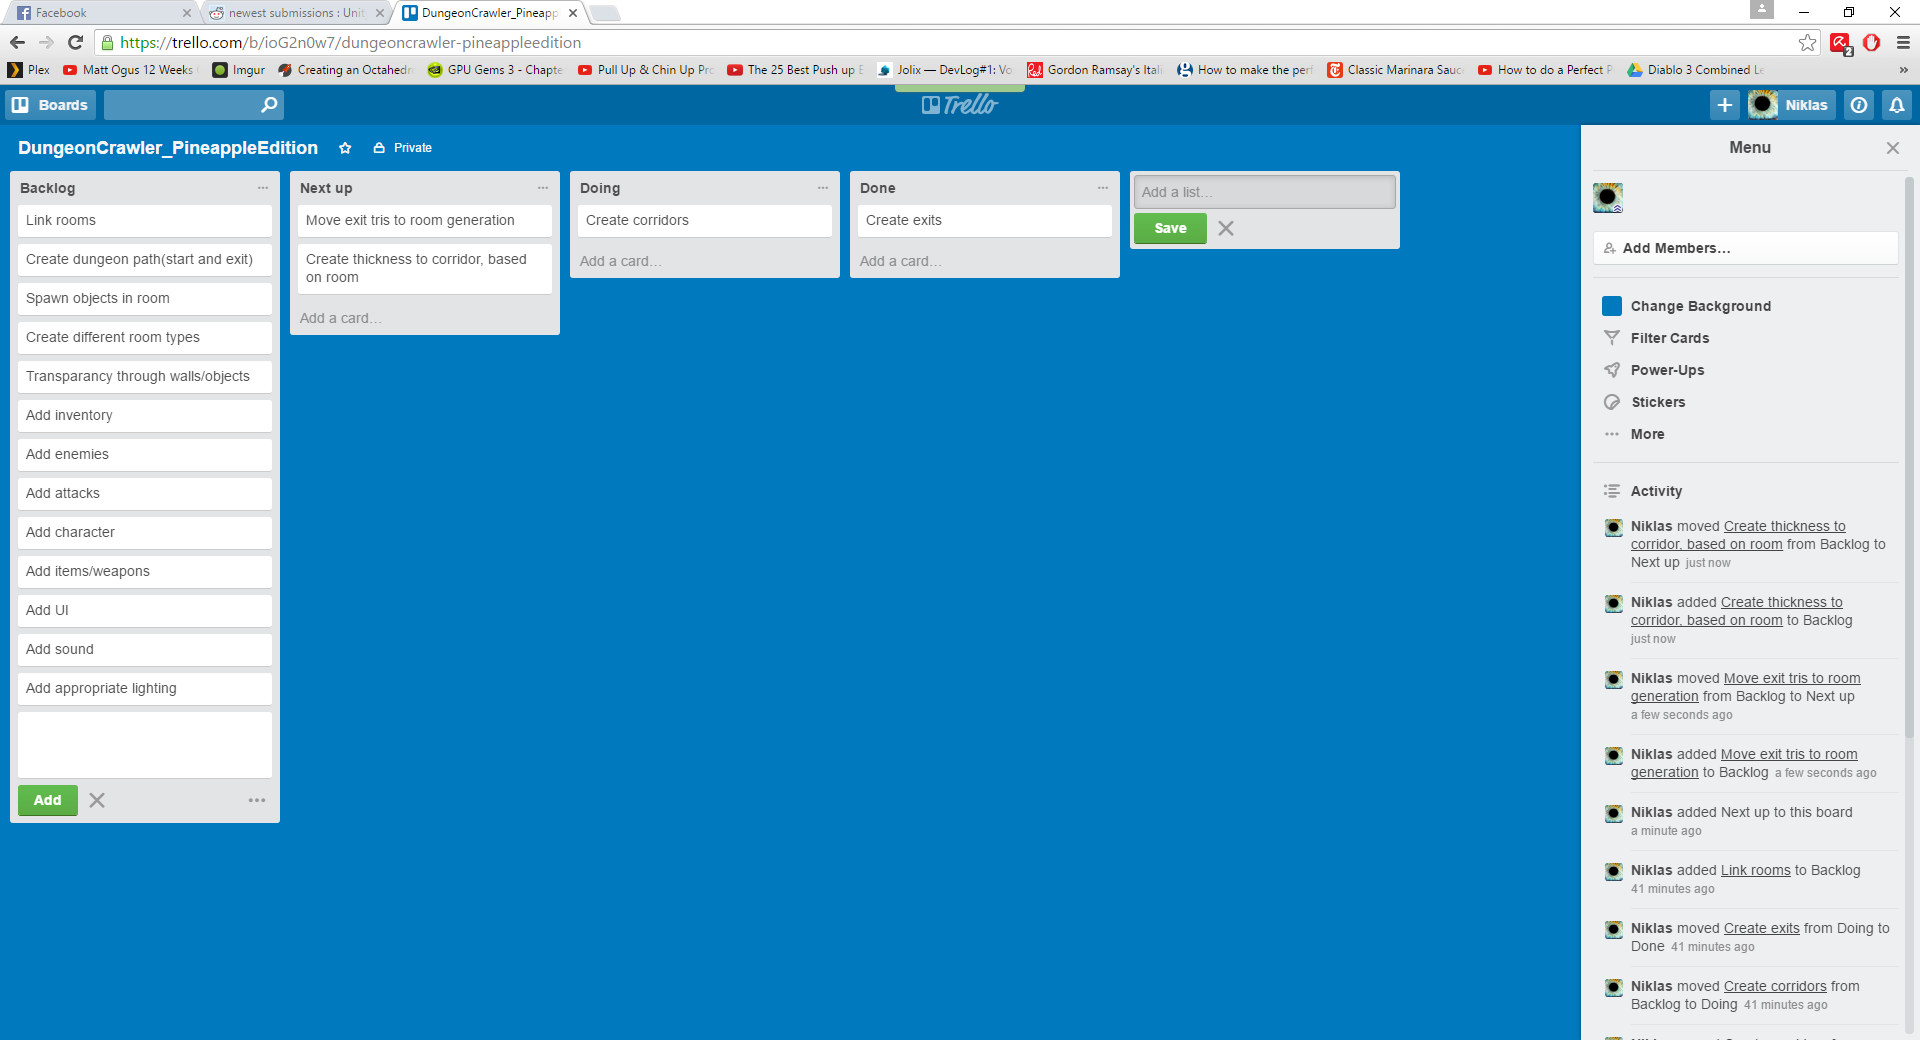 Facebook
newest submissions : Unit
DungeonCrawler_Pineapp
https://trello.com/b/ioG2n0w7/dungeoncrawler-pineappleedition
2
Plex
Matt Ogus 12 Weeks
Imgur
Creating an Octahedr
GPU Gems 3 - Chapte
Pull Up & Chin Up Pr
The 25 Best Push up E
Jolix — DevLog#1: Vo
Gordon Ramsay's Itali
How to make the perf
Classic Marinara Sauc
How to do a Perfect P
Diablo 3 Combined Le
»
Boards
Trello
Niklas
DungeonCrawler_PineappleEdition
Private
Backlog
Link rooms
Create dungeon path(start and exit)
Spawn objects in room
Create different room types
Transparancy through walls/objects
Add inventory
Add enemies
Add attacks
Add character
Add items/weapons
Add UI
Add sound
Add appropriate lighting
Add
Next up
Move exit tris to room generation
Create thickness to corridor, based
on room
Add a card...
Doing
Create corridors
Add a card...
Done
Create exits
Add a card...
Add a list...
Save
Menu
Add Members...
Change Background
Filter Cards
Power-Ups
Stickers
More
Activity
Niklas moved Create thickness to
corridor, based on room from Backlog to
Next up just now
Niklas added Create thickness to
corridor, based on room to Backlog
just now
Niklas moved Move exit tris to room
generation from Backlog to Next up
a few seconds ago
Niklas added Move exit tris to room
generation to Backlog a few seconds ago
Niklas added Next up to this board
a minute ago
Niklas added Link rooms to Backlog
41 minutes ago
Niklas moved Create exits from Doing to
Done 41 minutes ago
Niklas moved Create corridors from
Backlog to Doing 41 minutes ago